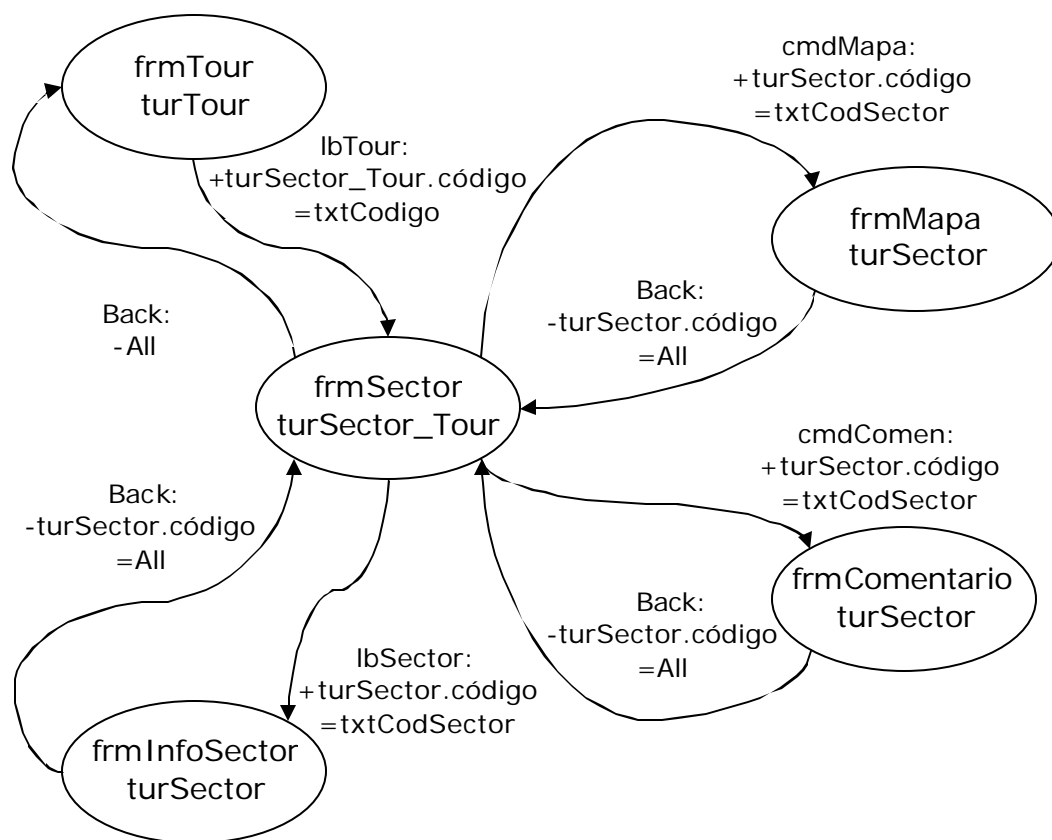 frmTour
turTour
cmdMapa:
+turSector.código
=txtCodSector
lbTour:
+turSector_Tour.código
=txtCodigo
frmMapa
turSector
Back:
-All
Back:
-turSector.código
=All
frmSector
turSector_Tour
cmdComen:
+turSector.código
=txtCodSector
Back:
-turSector.código
=All
frmComentario
turSector
Back:
-turSector.código
=All
lbSector:
+turSector.código
=txtCodSector
frmInfoSector
turSector